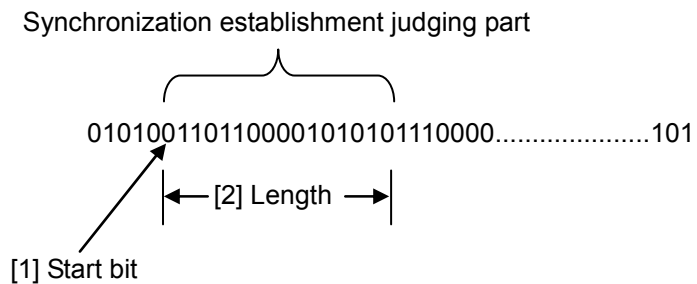 Synchronization establishment judging part
0101001101100001010101110000.....................101
[2] Length
[1] Start bit